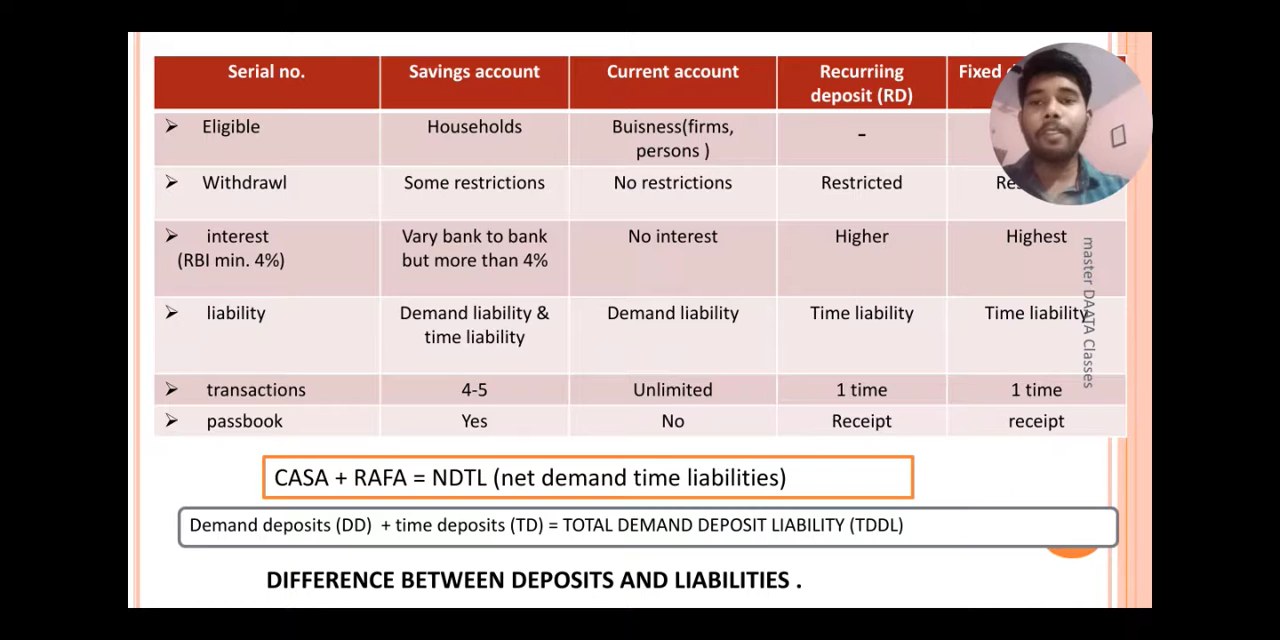 Serial no. Savings account Current account Recurriing deposit (RD) Fixed
Eligible Households Buisness(firms, persons ) -
Withdrawl Some restrictions No restrictions Restricted
interest (RBI min. 4%) Vary bank to bank but more than 4% No interest Higher Highest
liability Demand liability & time liability Demand liability Time liability Time liability
transactions 4-5 Unlimited 1 time 1 time
passbook Yes No Receipt receipt
master DAATA Classes
CASA + RAFA = NDTL (net demand time liabilities)
Demand deposits (DD) + time deposits (TD) = TOTAL DEMAND DEPOSIT LIABILITY (TDDL)
DIFFERENCE BETWEEN DEPOSITS AND LIABILITIES .